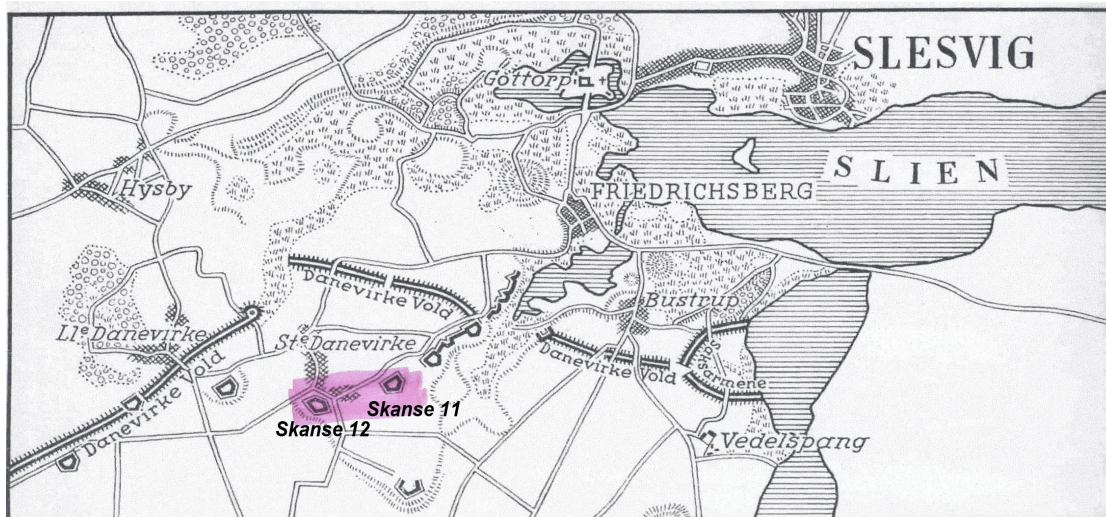 SLESVIG
Gottorp
SLIEN
Hysby
FRIEDRICHSBERG
Danevirke Vold
Bustrup
Ll.e Danevirke
St.e Danevirke
Danevirke Vold
Danevirke Vold
Skanse 11
Skanse 12
Vedelspang